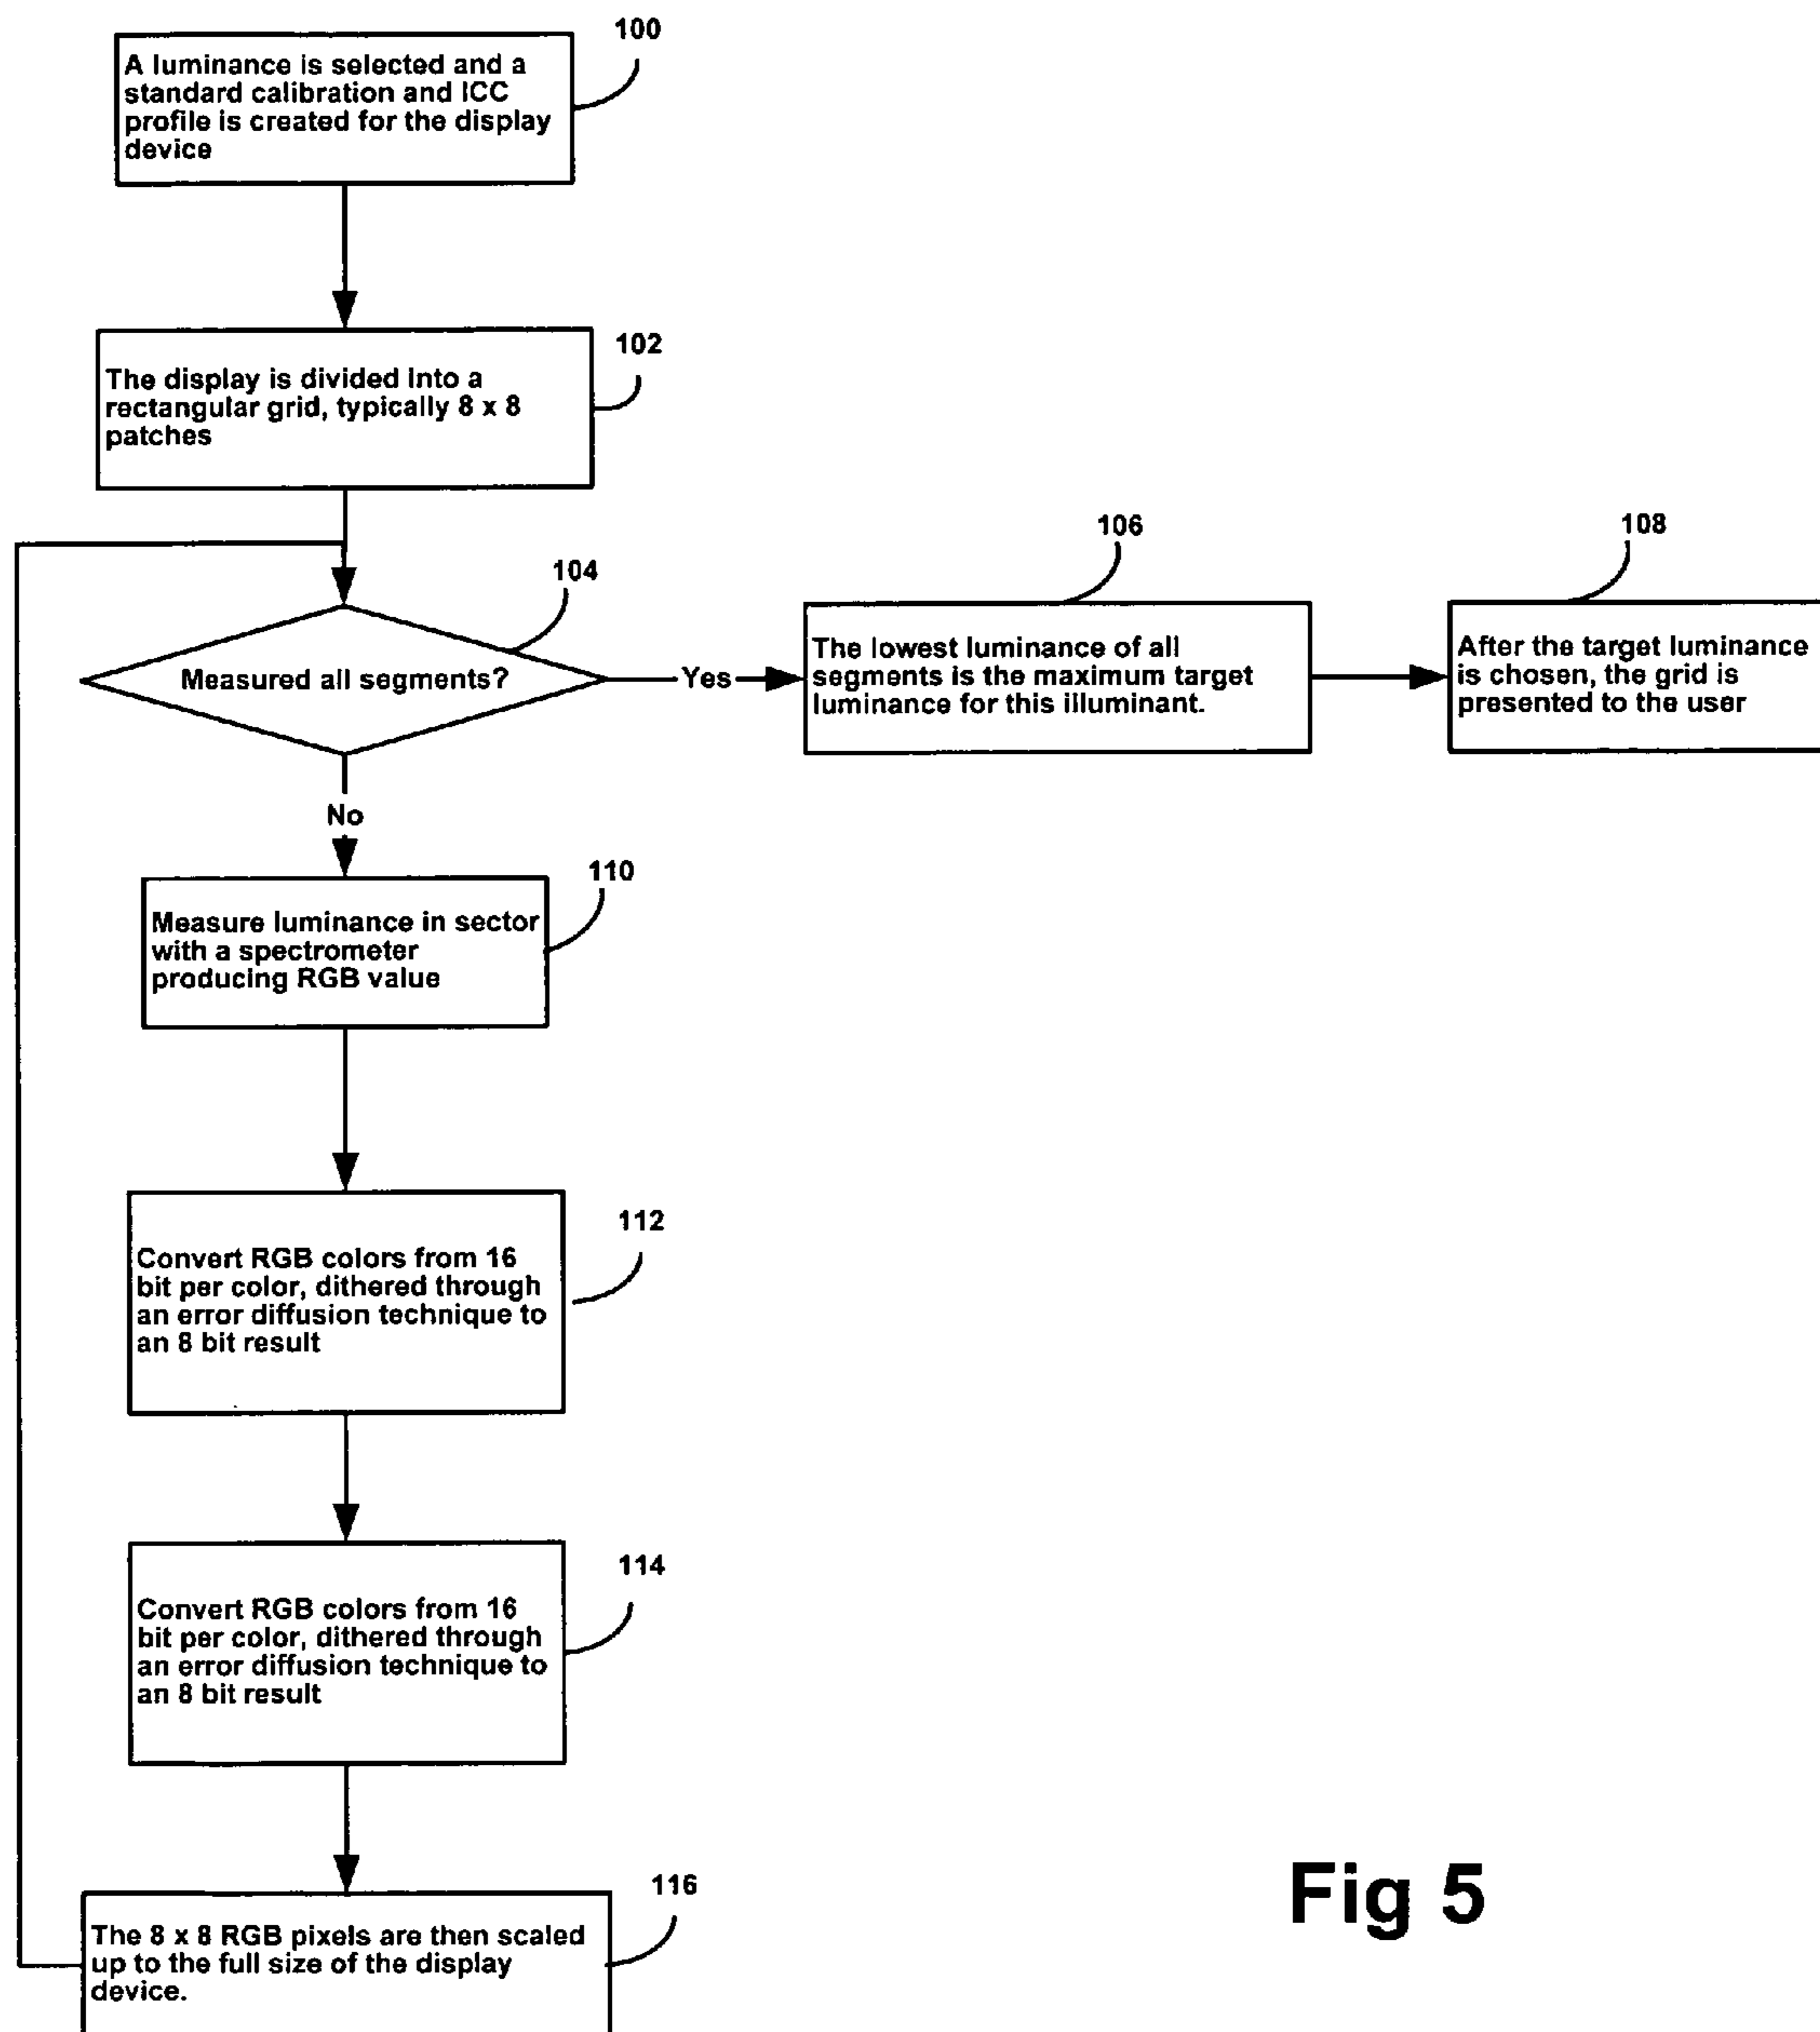 100
A luminance is selected and a
standard calibration and ICC
profile is created for the display
device
102
The display is divided into a
rectangular grid, typically 8 x 8
patches
104
Measured all segments?
Yes
106
The lowest luminance of all
segments is the maximum target
luminance for this illuminant.
108
After the target luminance
is chosen, the grid is
presented to the user
No
110
Measure luminance in sector
with a spectrometer
producing RGB value
112
Convert RGB colors from 16
bit per color, dithered through
an error diffusion technique to
an 8 bit result
114
Convert RGB colors from 16
bit per color, dithered through
an error diffusion technique to
an 8 bit result
116
The 8 x 8 RGB pixels are then scaled
up to the full size of the display
device.
Fig 5